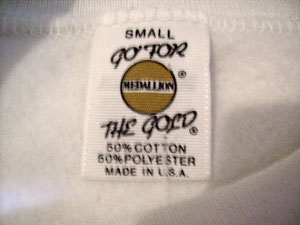 SMALL
GO FOR
MEDALLION ®
THE GOLD ®
50% COTTON
50% POLYESTER
MADE IN U.S.A.